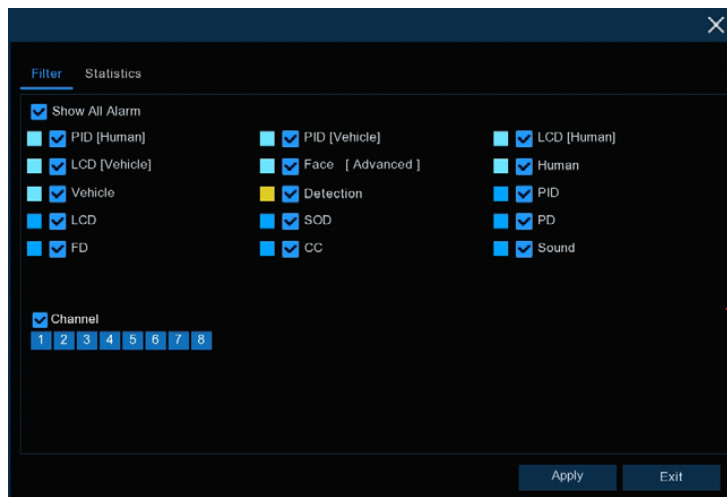 Filter Statistics
Show All Alarm
PID [Human] PID [Vehicle] LCD [Human]
LCD [Vehicle] Face [ Advanced ] Human
Vehicle Detection PID
LCD SOD PD
FD CC Sound
Channel
1 2 3 4 5 6 7 8
Apply Exit